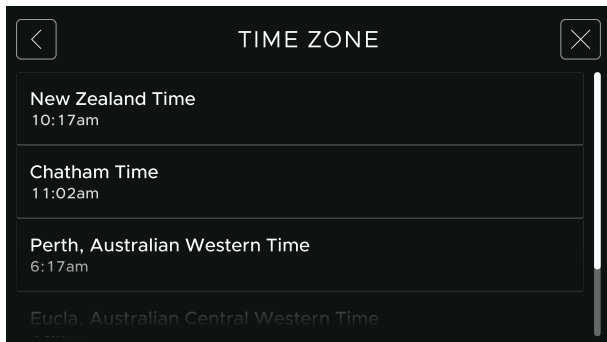 TIME ZONE
New Zealand Time
10:17am
Chatham Time
11:02am
Perth, Australian Western Time
6:17am
Eucla, Australian Central Western Time